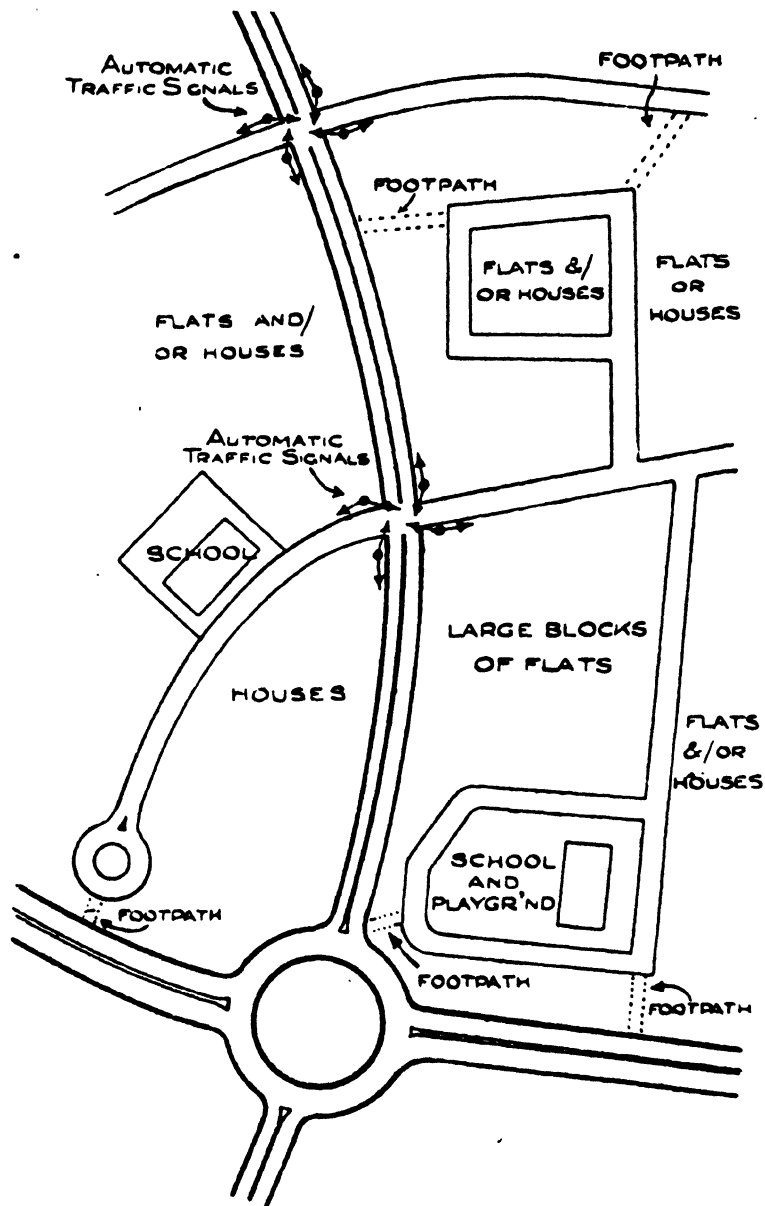 AUTOMATIC
TRAFFIC SIGNALS
FOOTPATH
FOOTPATH
FLATS &/
OR HOUSES
FLATS
OR
HOUSES
FLATS AND/
OR HOUSES
AUTOMATIC
TRAFFIC SIGNALS
SCHOOL
LARGE BLOCKS
OF FLATS
HOUSES
FLATS
&/OR
HOUSES
SCHOOL
AND
PLAYGR'ND
FOOTPATH
FOOTPATH
FOOTPATH